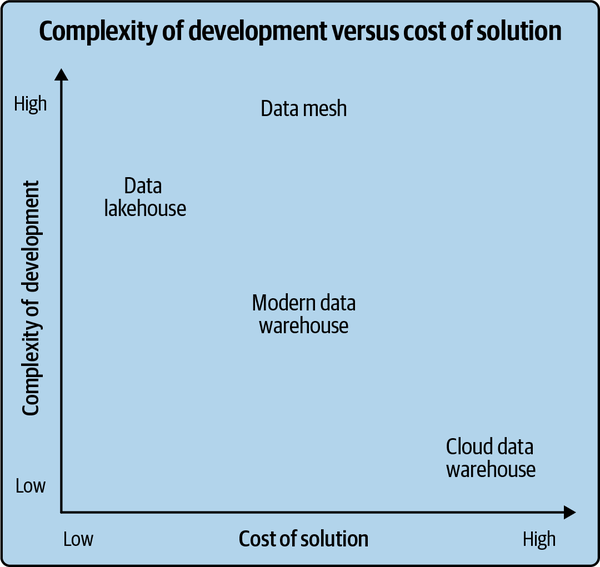 Complexity of development versus cost of solution
High
Data mesh
Data
lakehouse
Complexity of development
Modern data
warehouse
Cloud data
warehouse
Low
Low
Cost of solution
High